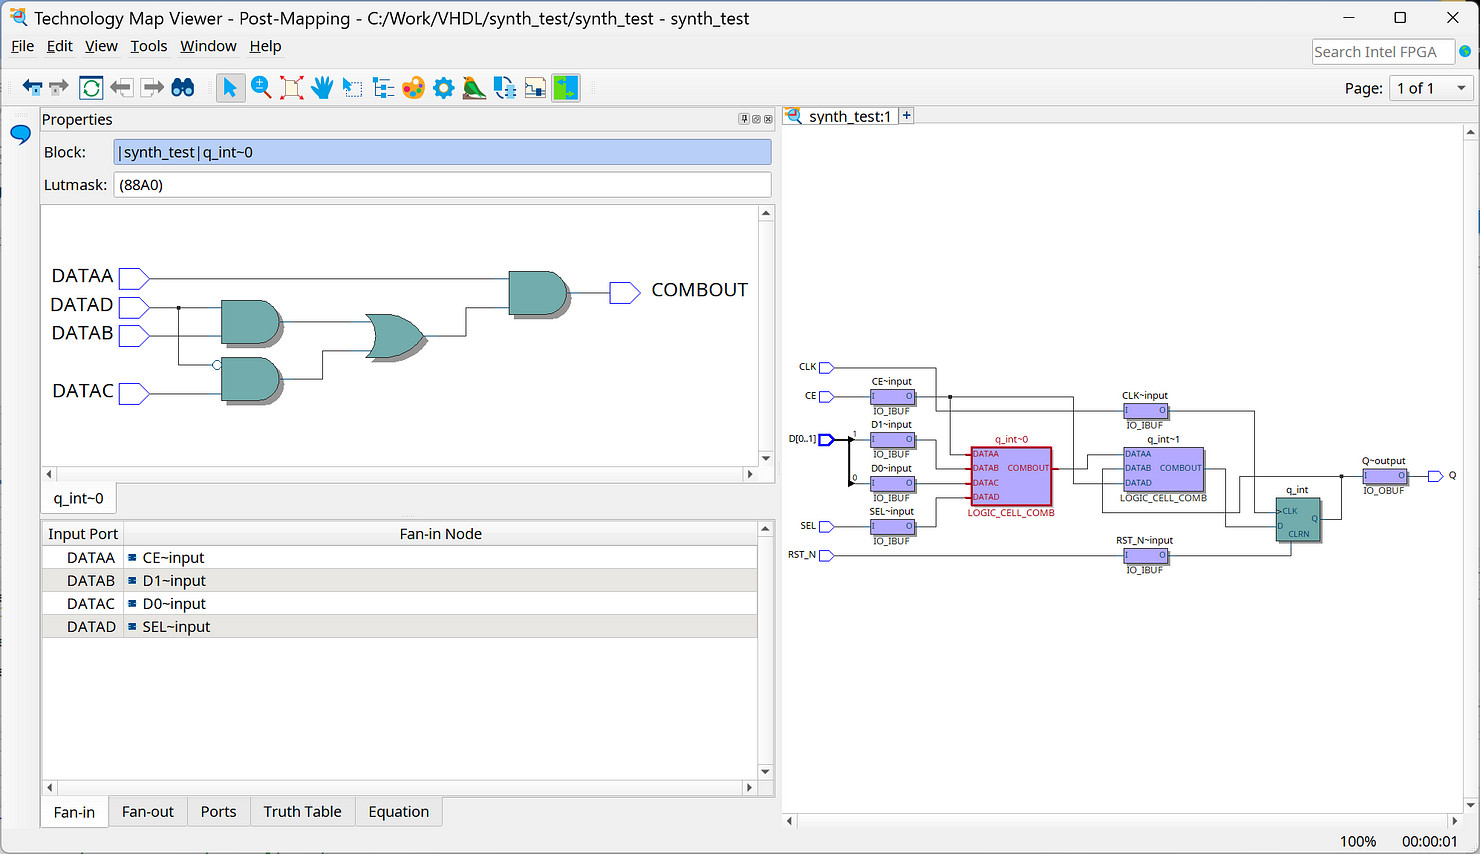 Technology Map Viewer - Post-Mapping - C:/Work/VHDL/synth_test/synth_test - synth_test
File Edit View Tools Window Help
Search Intel FPGA
Page: 1 of 1
Properties
Block: |synth_test|q_int~0
Lutmask: (88A0)
DATAA
DATAD
DATAB
DATAC
COMBOUT
q_int~0
Input Port Fan-in Node
DATAA CE~input
DATAB D1~input
DATAC D0~input
DATAD SEL~input
Fan-in Fan-out Ports Truth Table Equation
synth_test:1 +
CLK
CE
D[0..1]
SEL
RST_N
1
0
CE~input
I O
IO_IBUF
D1~input
I O
IO_IBUF
D0~input
I O
IO_IBUF
SEL~input
I O
IO_IBUF
q_int~0
DATAA
DATAB COMBOUT
DATAC
DATAD
LOGIC_CELL_COMB
CLK~input
I O
IO_IBUF
q_int~1
DATAA
DATAB COMBOUT
DATAD
LOGIC_CELL_COMB
RST_N~input
I O
IO_IBUF
q_int
>CLK
D Q
CLRN
Q~output
I O
IO_OBUF
Q
100% 00:00:01